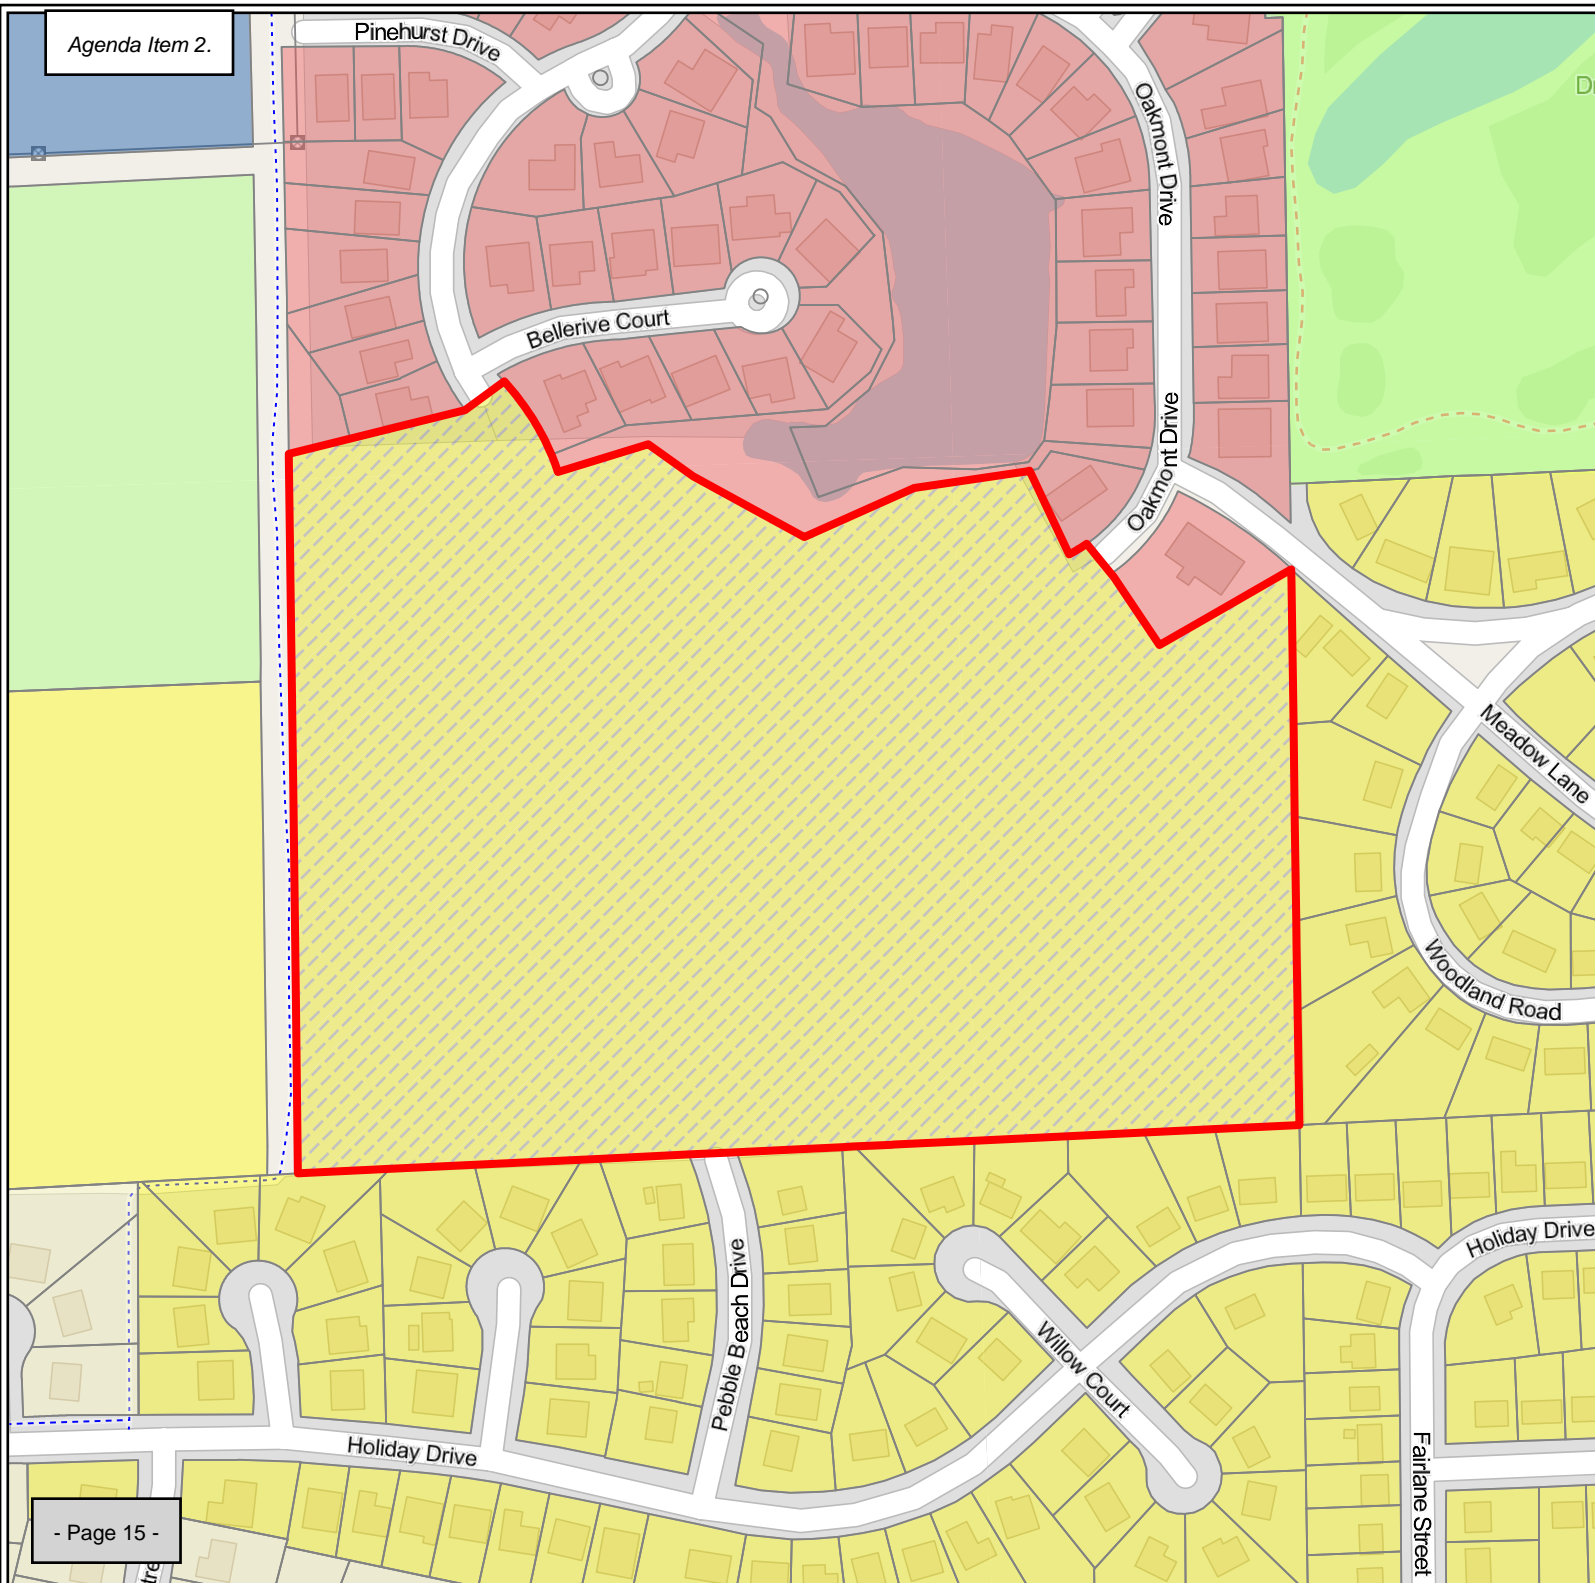 Agenda Item 2.
Pinehurst Drive
Oakmont Drive
Bellerive Court
Oakmont Drive
Meadow Lane
Woodland Road
Holiday Drive
Pebble Beach Drive
Willow Court
Holiday Drive
Fairlane Street
- Page 15 -